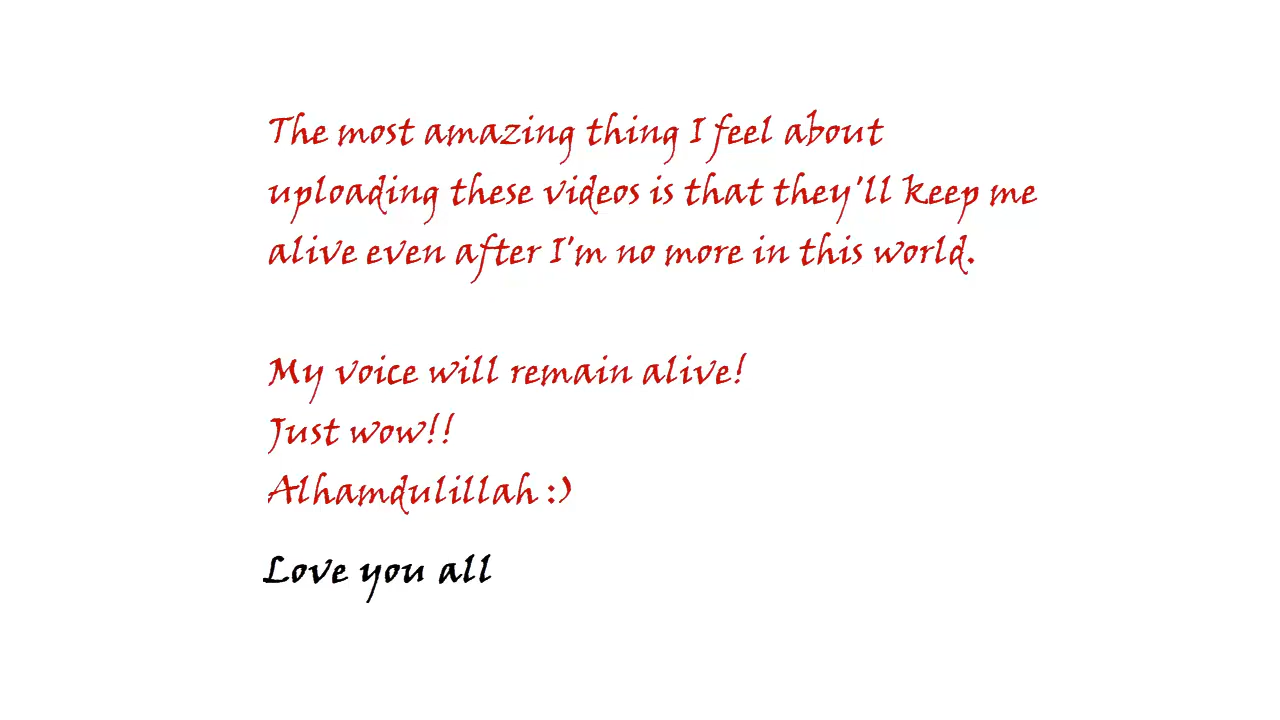 The most amazing thing I feel about
uploading these videos is that they'll keep me
alive even after I'm no more in this world.
My voice will remain alive!
Just wow!!
Alhamdulillah :)
Love you all